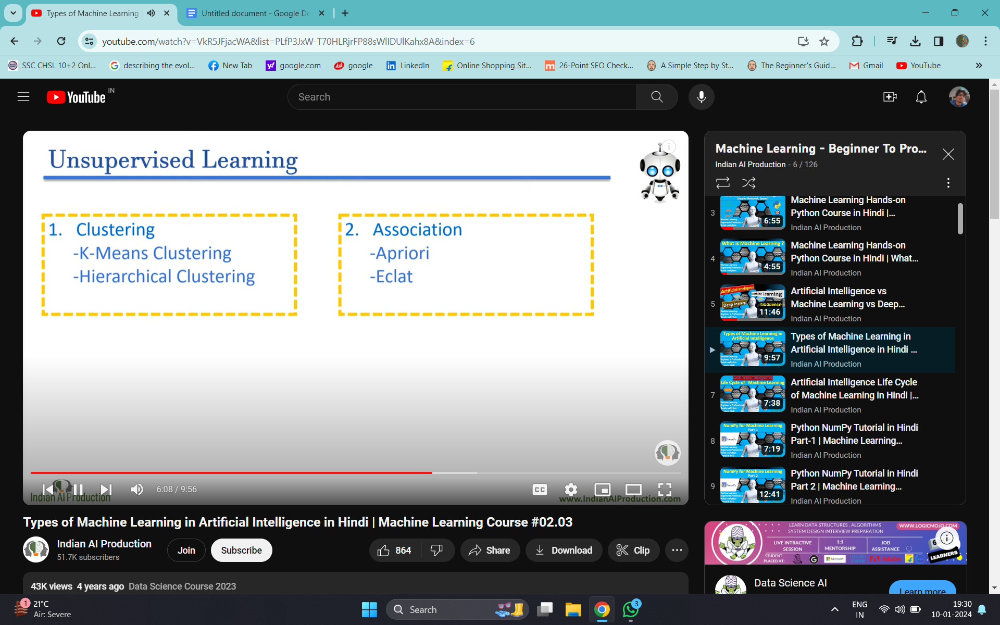 Types of Machine Learning
Untitled document - Google Do
youtube.com/watch?v=VkR5JFjacWA&list=PLfP3JxW-T70HLRjrFP88sWlIDUlKahx8A&index=6
SSC CHSL 10+2 Onl...
describing the evol...
New Tab
google.com
google
LinkedIn
Online Shopping Sit...
26-Point SEO Check...
A Simple Step by St...
The Beginner's Guid...
Gmail
YouTube
YouTube IN
Search
Unsupervised Learning
1. Clustering
-K-Means Clustering
-Hierarchical Clustering
2. Association
-Apriori
-Eclat
6:08 / 9:56
CC
Indian AI Production
www.IndianAIProduction.com
Machine Learning - Beginner To Pro...
Indian AI Production - 6 / 126
3
6:55
Machine Learning Hands-on
Python Course in Hindi |...
Indian AI Production
4
What is Machine Learning ?
4:55
Machine Learning Hands-on
Python Course in Hindi | What...
Indian AI Production
5
Artificial Intelligence
Machine Learning
Deep Learning
Data Science
11:46
Artificial Intelligence vs
Machine Learning vs Deep...
Indian AI Production
Types of Machine Learning in
Artificial Intelligence
9:57
Types of Machine Learning in
Artificial Intelligence in Hindi ...
Indian AI Production
7
Life Cycle of Machine Learning
7:38
Artificial Intelligence Life Cycle
of Machine Learning in Hindi |...
Indian AI Production
8
NumPy for Machine Learning
Part 1
NumPy
7:19
Python NumPy Tutorial in Hindi
Part-1 | Machine Learning...
Indian AI Production
9
NumPy for Machine Learning
Part 2
NumPy
12:41
Python NumPy Tutorial in Hindi
Part 2 | Machine Learning...
Indian AI Production
Types of Machine Learning in Artificial Intelligence in Hindi | Machine Learning Course #02.03
Indian AI Production
51.7K subscribers
Join
Subscribe
864
Share
Download
Clip
43K views 4 years ago Data Science Course 2023
LEARN DATA STRUCTURES , ALGORITHMS
SYSTEM DESIGN INTERVIEW PREPARATION
WWW.LOGICMOJO.COM
LIVE INTRACTIVE
SESSION
1:1
MENTORSHIP
JOB
ASSISTANCE
LEARNERS
STUDENT
PLACED AT:
Microsoft
Adobe
Data Science AI
Learn more
1
21°C
Air: Severe
Search
3
ENG
IN
19:30
10-01-2024